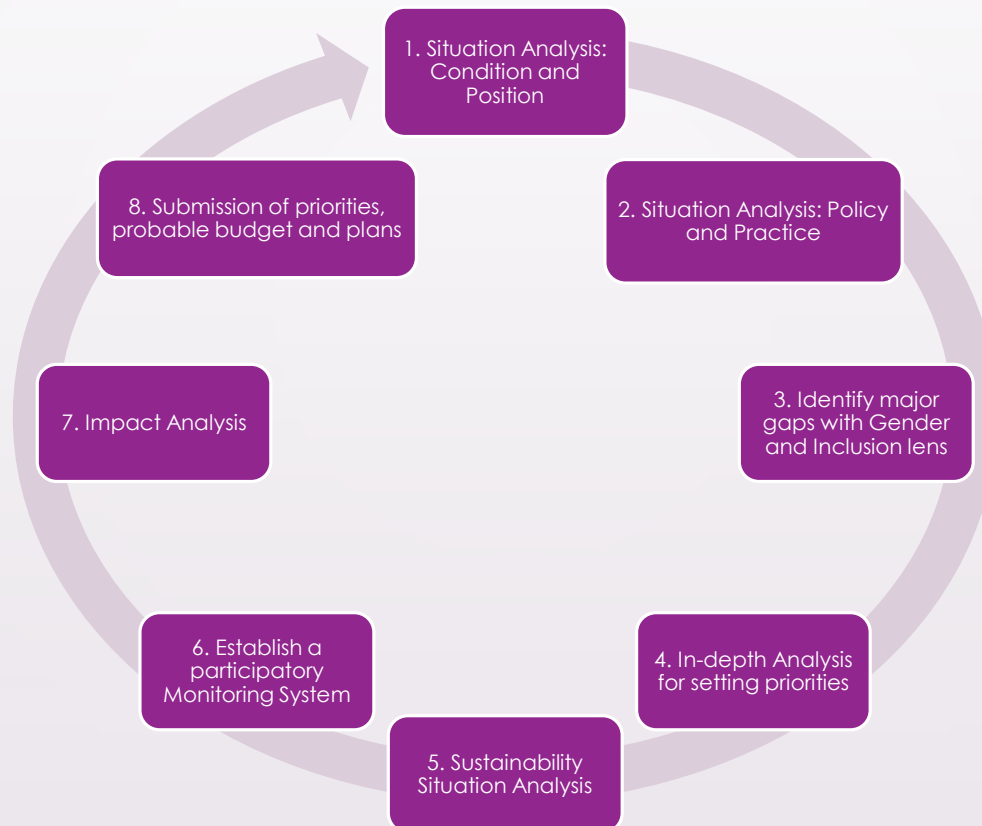 1. Situation Analysis:
Condition and
Position
2. Situation Analysis: Policy
and Practice
3. Identify major
gaps with Gender
and Inclusion lens
4. In-depth Analysis
for setting priorities
5. Sustainability
Situation Analysis
6. Establish a
participatory
Monitoring System
7. Impact Analysis
8. Submission of priorities,
probable budget and plans